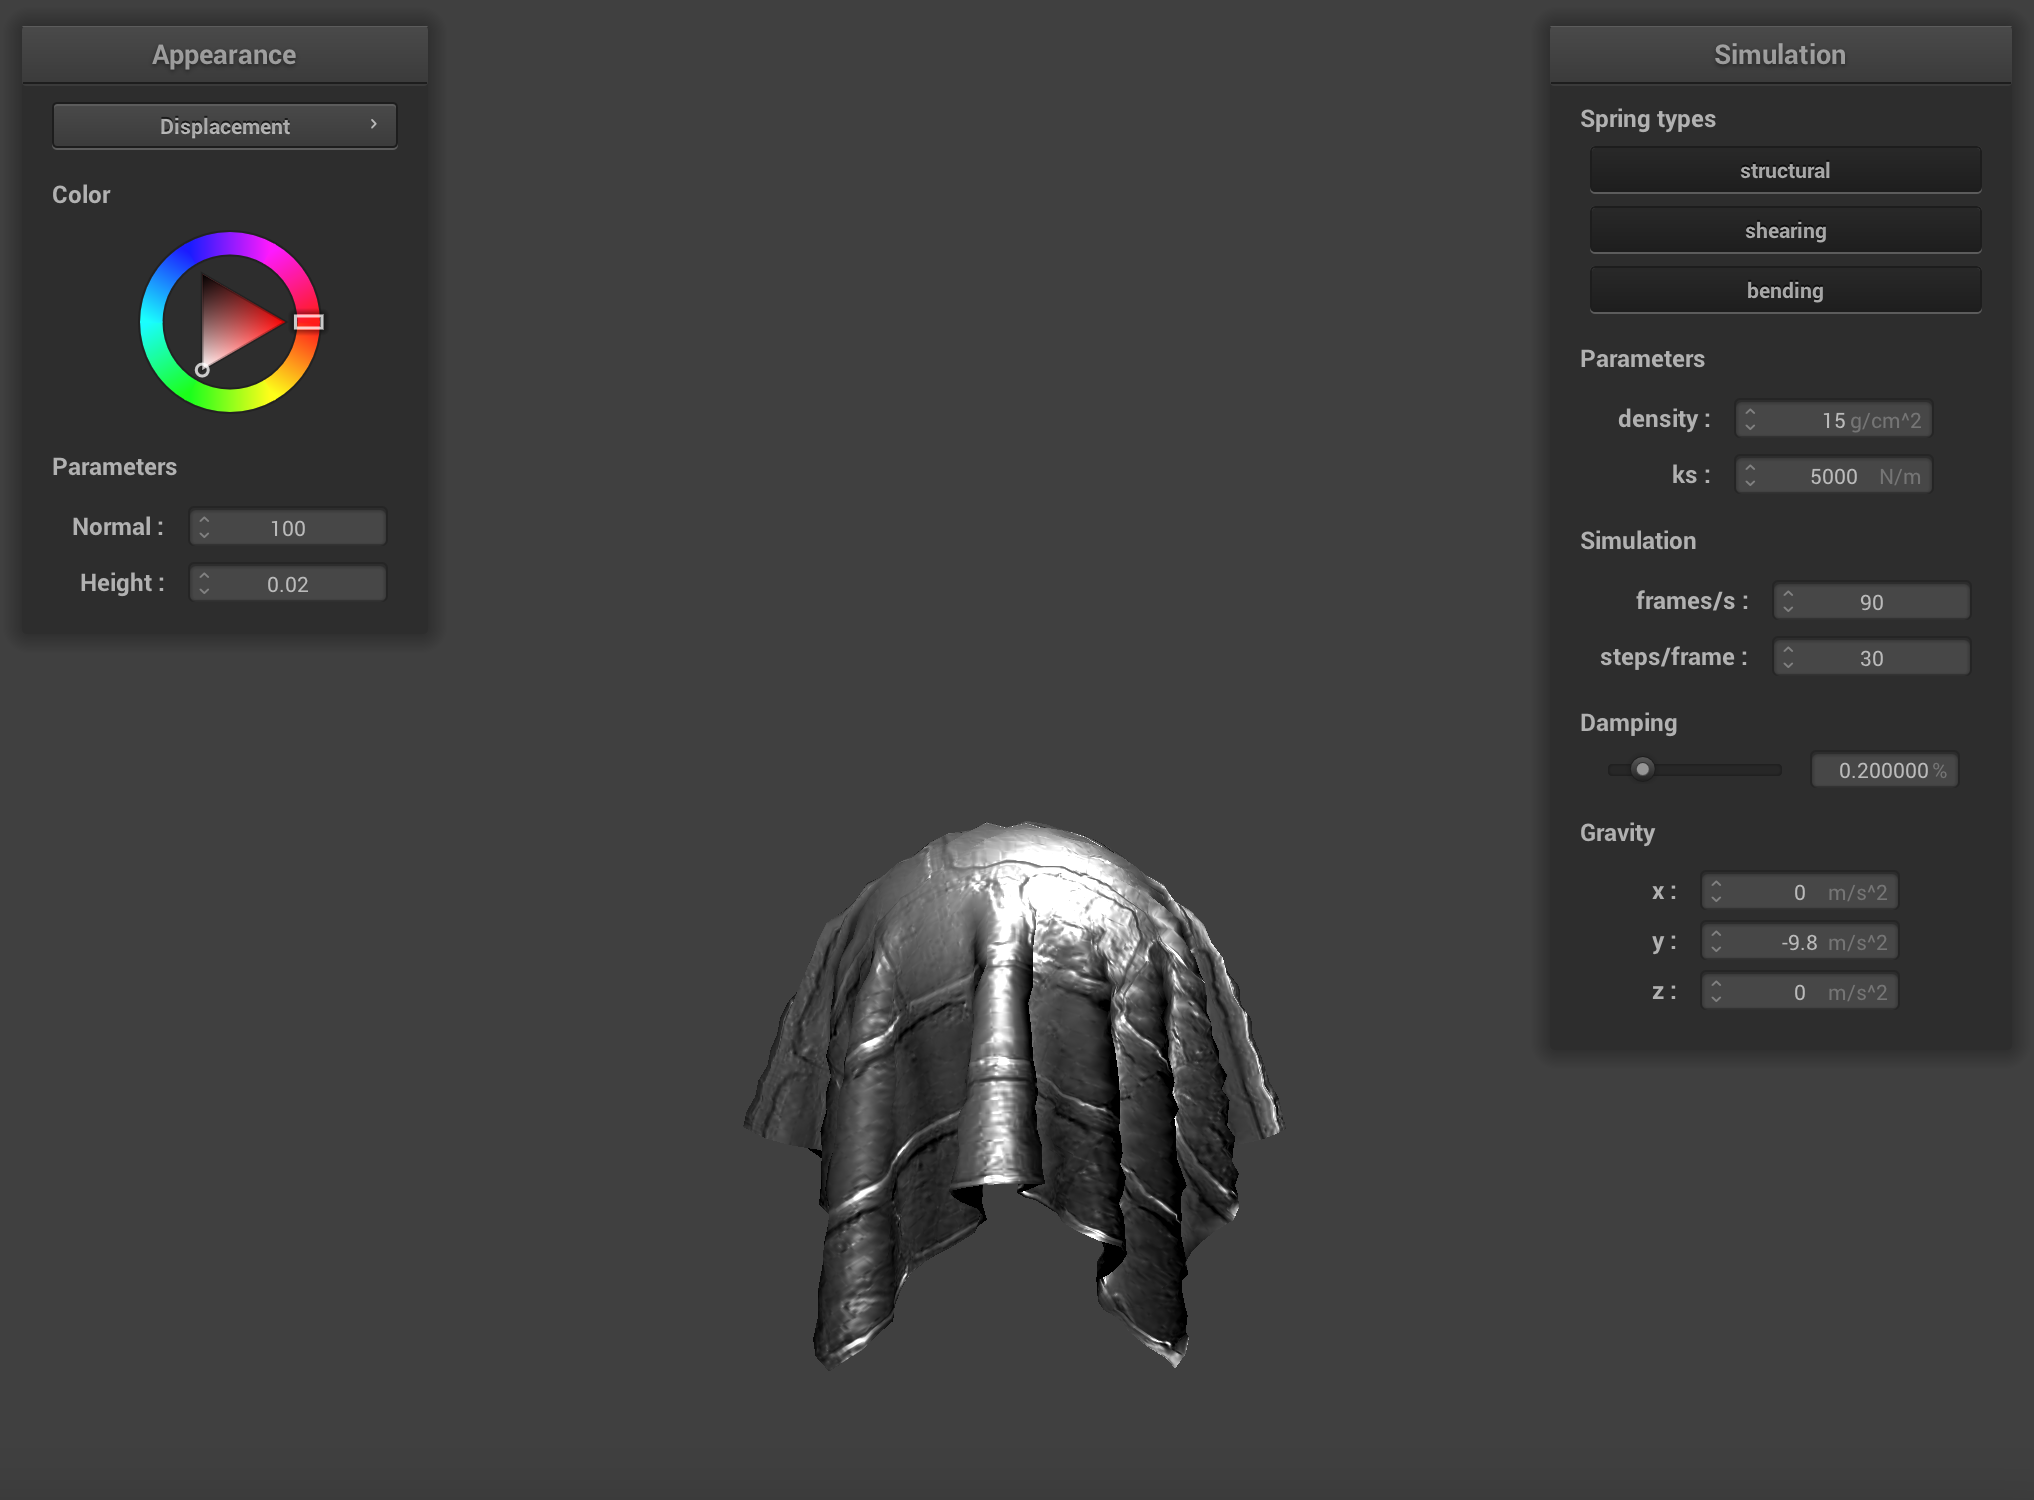 Appearance
Displacement
Color
Parameters
Normal : 100
Height : 0.02
Simulation
Spring types
structural
shearing
bending
Parameters
density : 15 g/cm^2
ks : 5000 N/m
Simulation
frames/s : 90
steps/frame : 30
Damping
0.200000 %
Gravity
x : 0 m/s^2
y : -9.8 m/s^2
z : 0 m/s^2